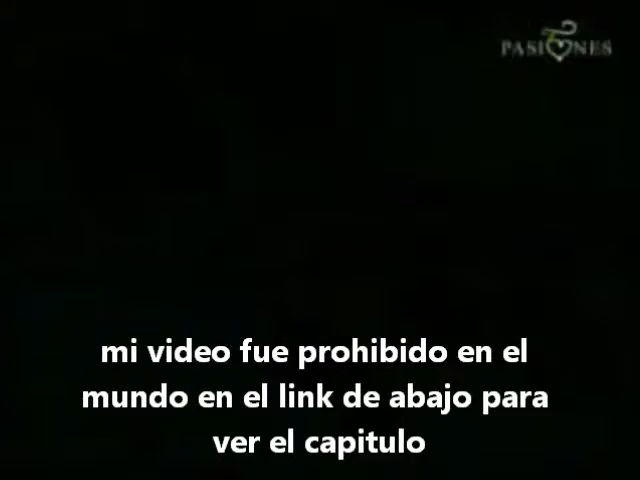 PASIONES
mi video fue prohibido en el
mundo en el link de abajo para
ver el capitulo